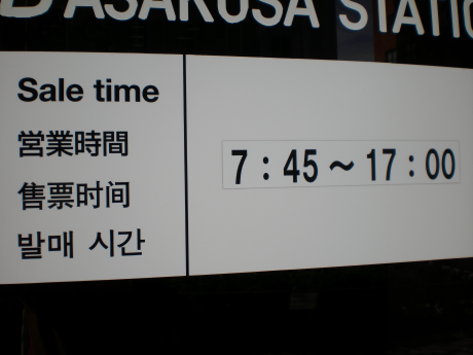 ASAKUSA STATIO
Sale time
営業時間
售票时间
발매 시간
7:45～17:00